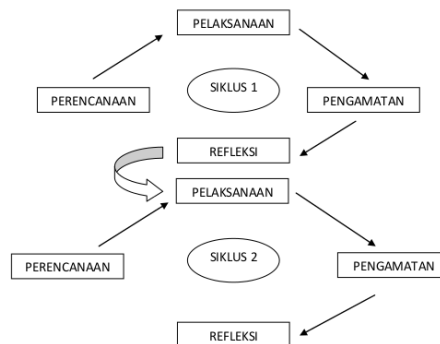 PELAKSANAAN
PERENCANAAN
SIKLUS 1
PENGAMATAN
REFLEKSI
PELAKSANAAN
PERENCANAAN
SIKLUS 2
PENGAMATAN
REFLEKSI